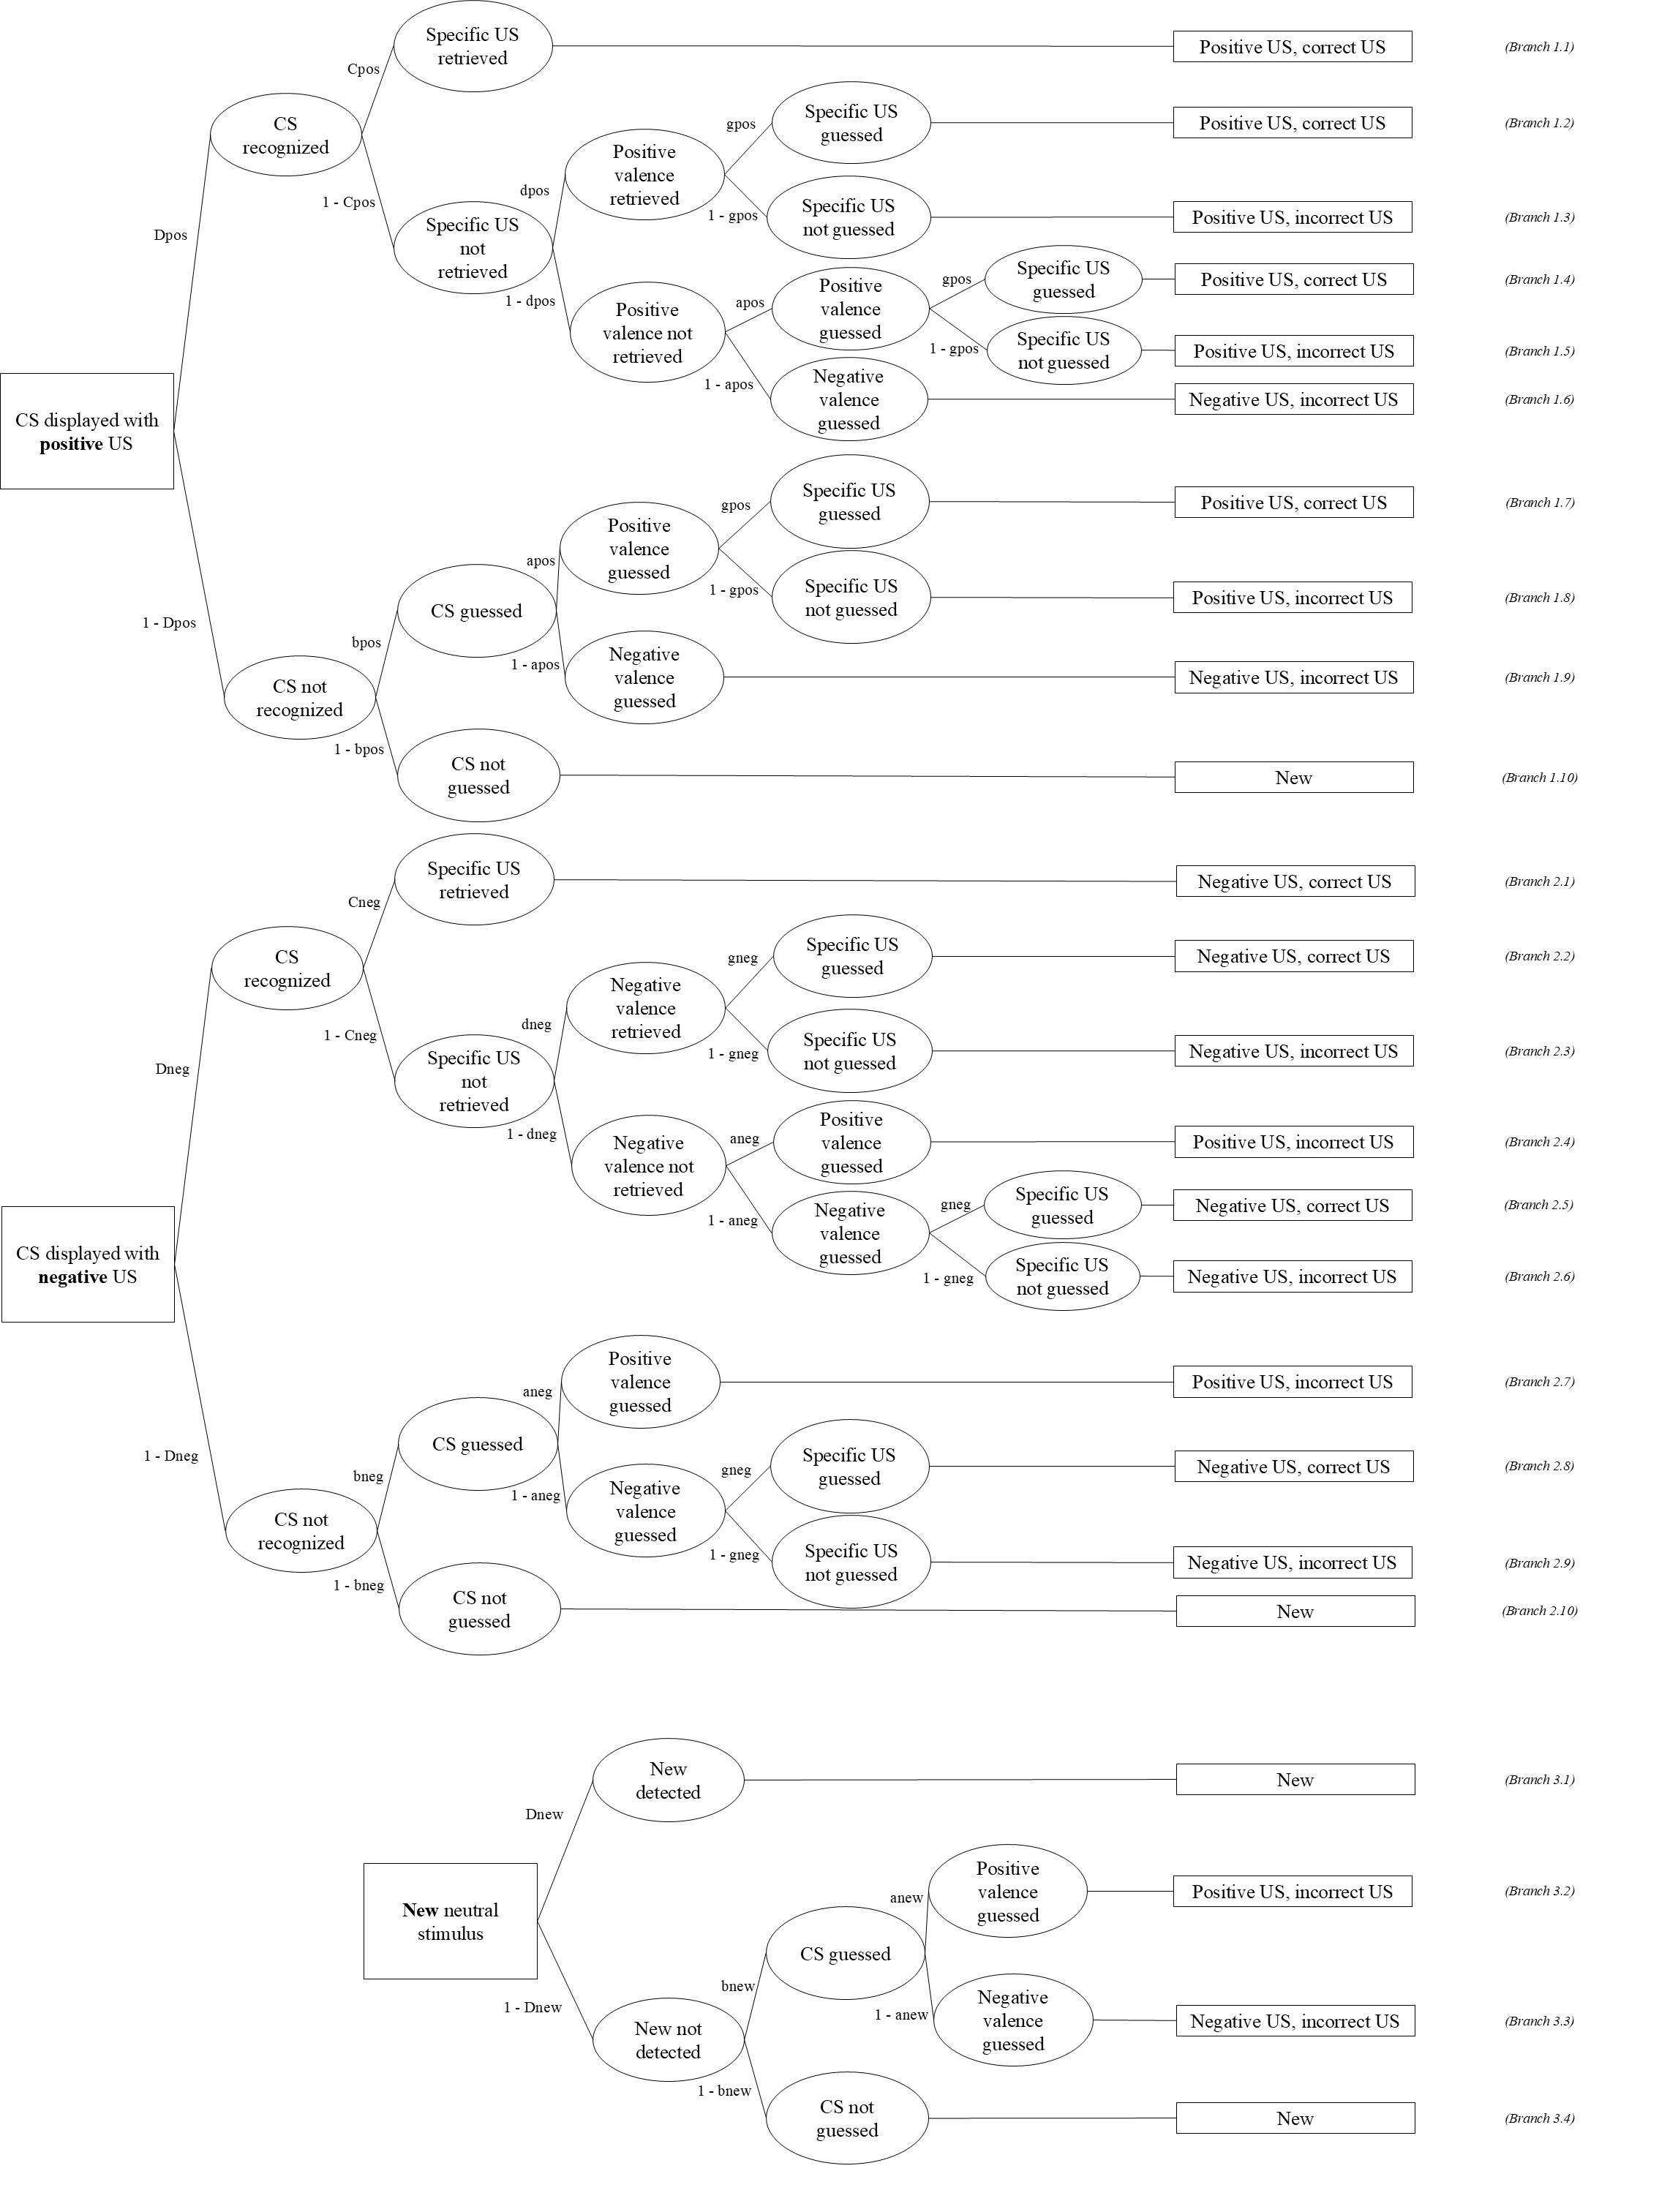 Specific US
retrieved
Positive US, correct US
(Branch 1.1)
Cpos
CS
recognized
Specific US
guessed
Positive US, correct US
(Branch 1.2)
gpos
Positive
valence
retrieved
dpos
1 - Cpos
1 - gpos
Specific US
not guessed
Positive US, incorrect US
(Branch 1.3)
Dpos
Specific US
not
retrieved
1 - dpos
Positive
valence not
retrieved
apos
Positive
valence
guessed
gpos
Specific US
guessed
Positive US, correct US
(Branch 1.4)
1 - gpos
Specific US
not guessed
Positive US, incorrect US
(Branch 1.5)
1 - apos
Negative
valence
guessed
Negative US, incorrect US
(Branch 1.6)
CS displayed with
positive US
Specific US
guessed
Positive US, correct US
(Branch 1.7)
gpos
Positive
valence
guessed
apos
1 - gpos
Specific US
not guessed
Positive US, incorrect US
(Branch 1.8)
CS guessed
1 - Dpos
bpos
1 - apos
Negative
valence
guessed
Negative US, incorrect US
(Branch 1.9)
CS not
recognized
1 - bpos
CS not
guessed
New
(Branch 1.10)
Specific US
retrieved
Negative US, correct US
(Branch 2.1)
Cneg
CS
recognized
Specific US
guessed
Negative US, correct US
(Branch 2.2)
gneg
Negative
valence
retrieved
dneg
1 - Cneg
1 - gneg
Specific US
not guessed
Negative US, incorrect US
(Branch 2.3)
Dneg
Specific US
not
retrieved
1 - dneg
Negative
valence not
retrieved
aneg
Positive
valence
guessed
Positive US, incorrect US
(Branch 2.4)
1 - aneg
Negative
valence
guessed
gneg
Specific US
guessed
Negative US, correct US
(Branch 2.5)
1 - gneg
Specific US
not guessed
Negative US, incorrect US
(Branch 2.6)
CS displayed with
negative US
Positive
valence
guessed
Positive US, incorrect US
(Branch 2.7)
aneg
CS guessed
1 - Dneg
bneg
1 - aneg
Negative
valence
guessed
gneg
Specific US
guessed
Negative US, correct US
(Branch 2.8)
1 - gneg
Specific US
not guessed
Negative US, incorrect US
(Branch 2.9)
CS not
recognized
1 - bneg
CS not
guessed
New
(Branch 2.10)
New
detected
New
(Branch 3.1)
Dnew
New neutral
stimulus
Positive
valence
guessed
Positive US, incorrect US
(Branch 3.2)
anew
CS guessed
bnew
1 - Dnew
1 - anew
Negative
valence
guessed
Negative US, incorrect US
(Branch 3.3)
New not
detected
1 - bnew
CS not
guessed
New
(Branch 3.4)